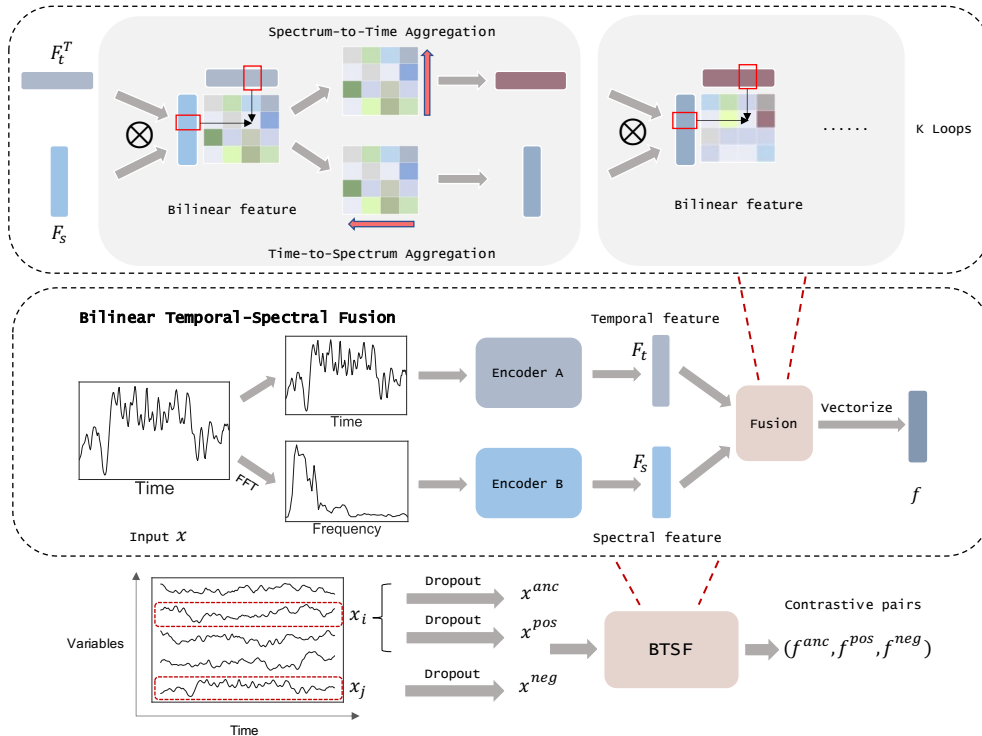 Spectrum-to-Time Aggregation
F_t^T
⊗
⊗
......
K Loops
Bilinear feature
Bilinear feature
F_s
Time-to-Spectrum Aggregation
Bilinear Temporal-Spectral Fusion
Temporal feature
F_t
Encoder A
Time
Vectorize
Fusion
F_s
Encoder B
FFT
Time
f
Frequency
Input x
Spectral feature
Dropout
x^{anc}
x_i
Contrastive pairs
Dropout
x^{pos}
Variables
BTSF
(f^{anc}, f^{pos}, f^{neg})
Dropout
x_j
x^{neg}
Time